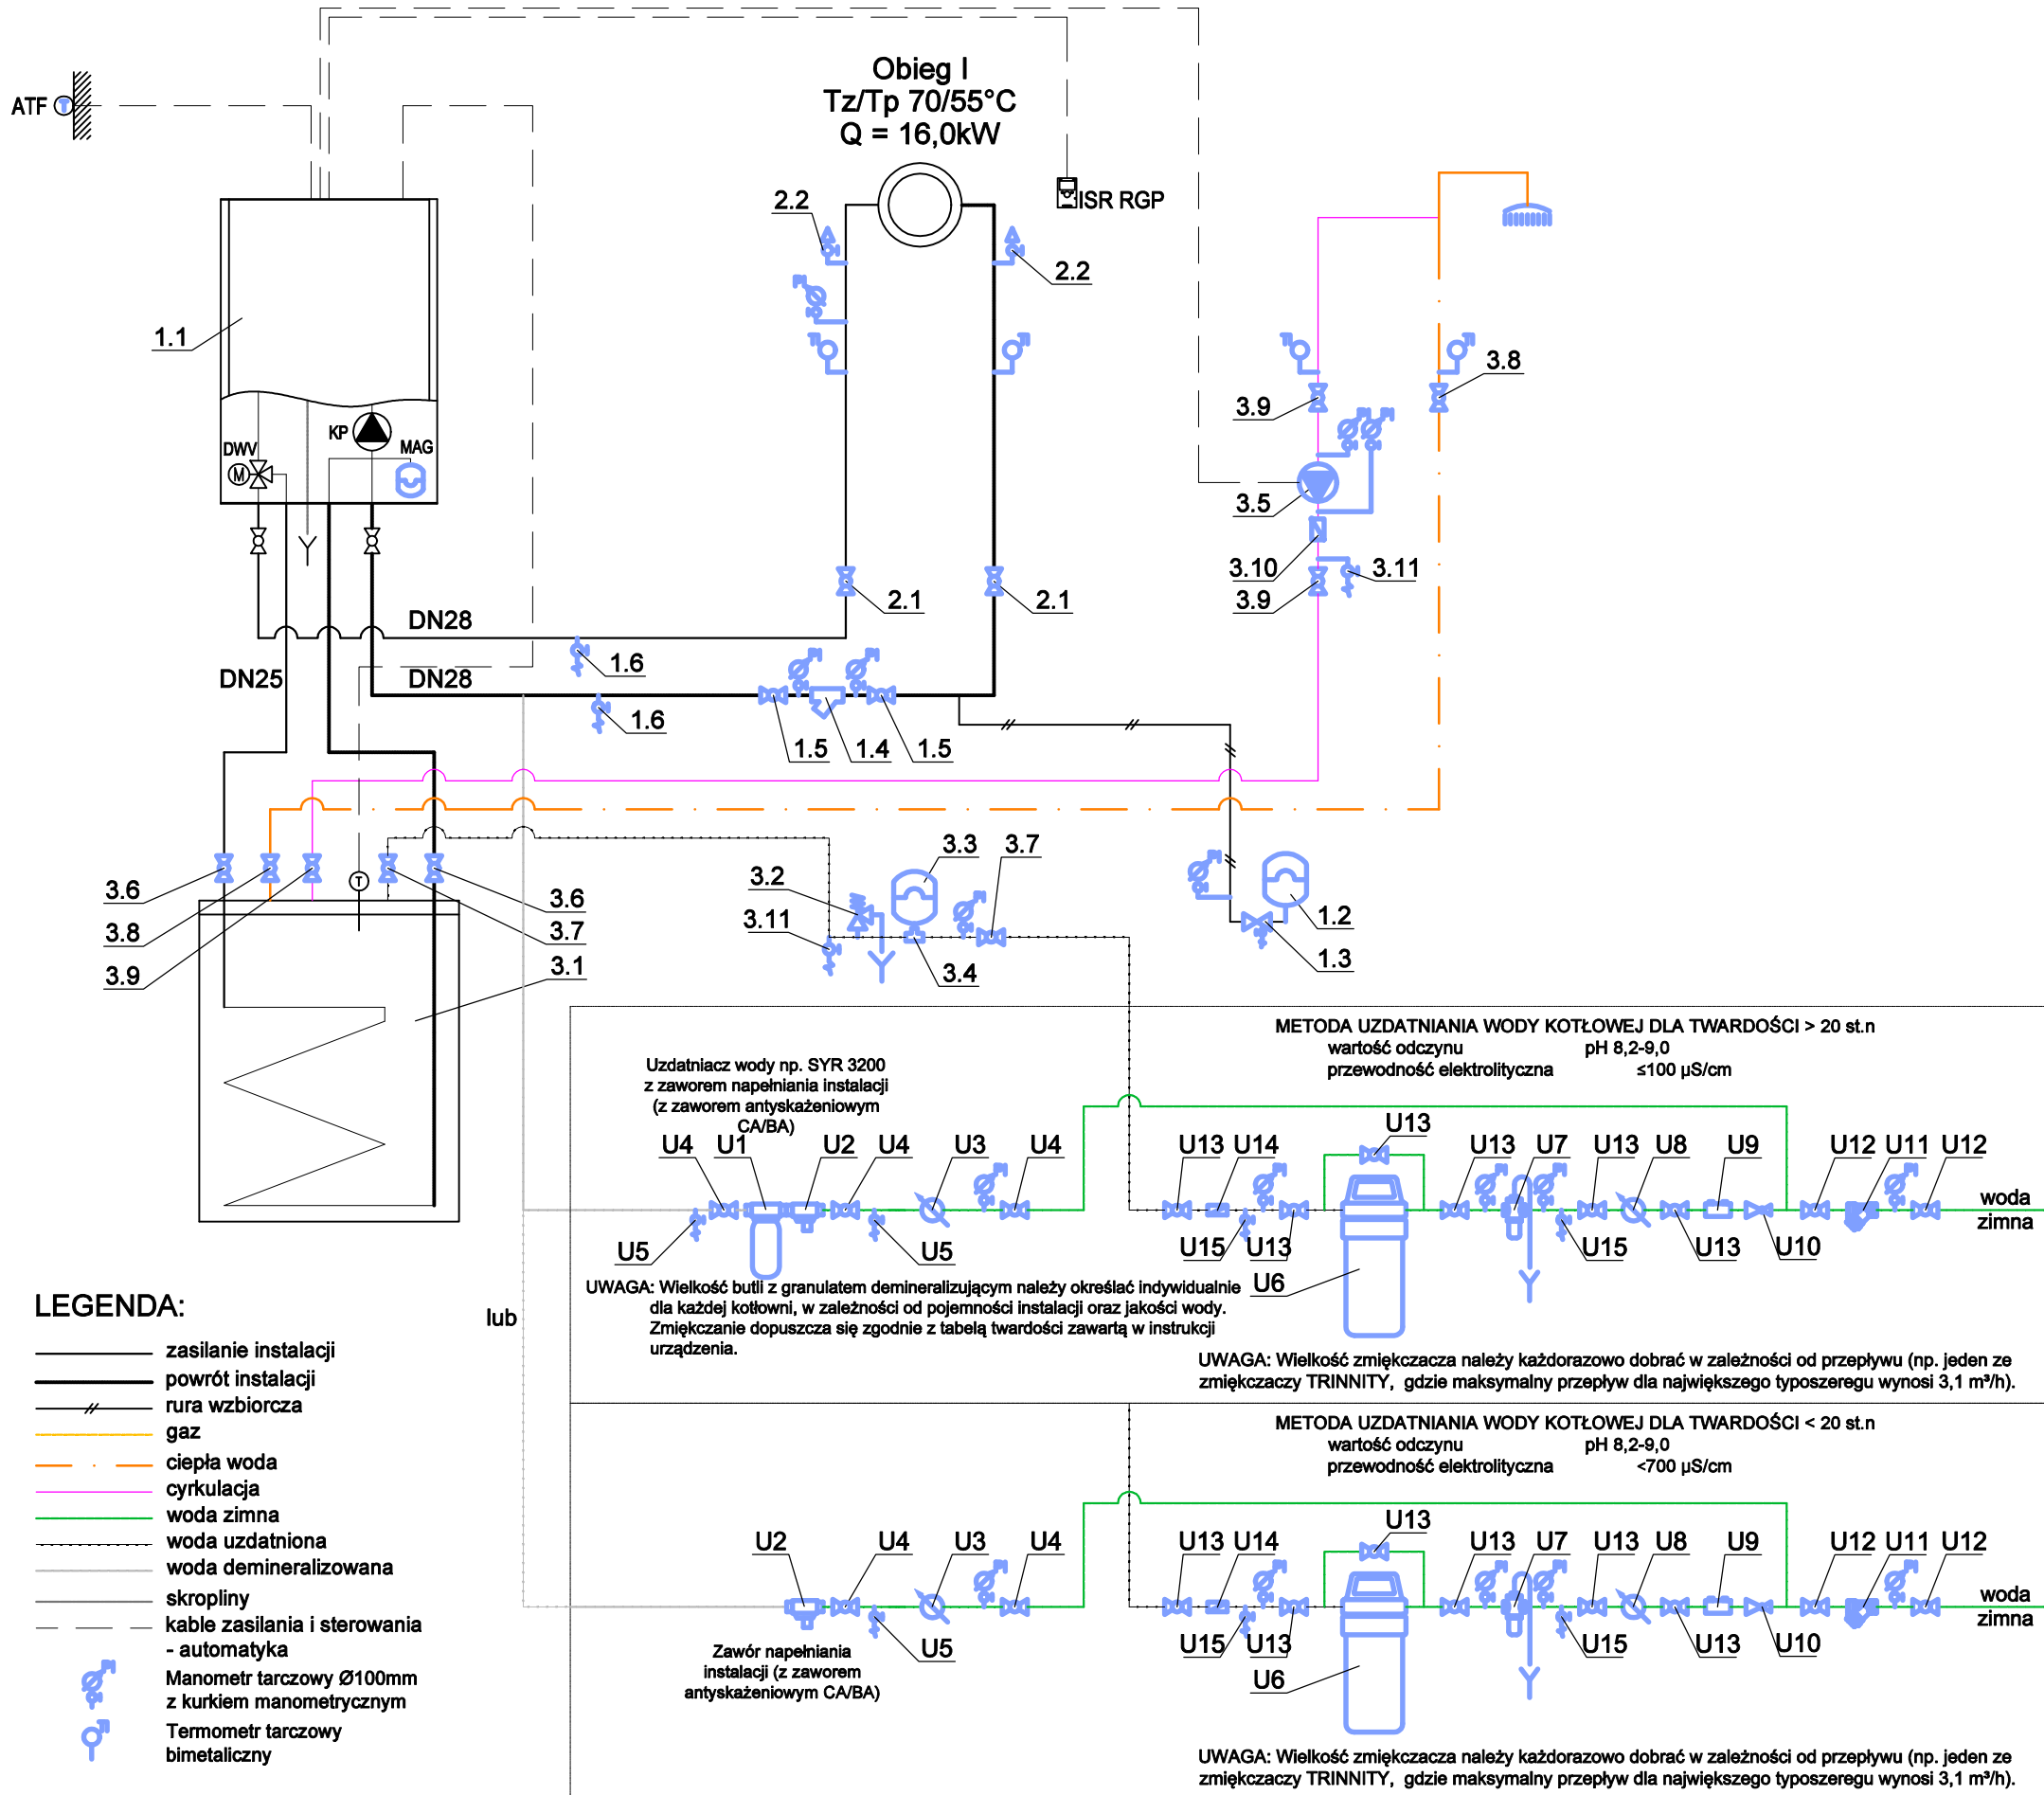 Obieg I
Tz/Tp 70/55°C
Q = 16,0kW
ATF
ISR RGP
2.2
2.2
1.1
DWV
M
KP
MAG
3.8
3.9
3.5
3.10
3.11
3.9
2.1
2.1
DN28
DN25
DN28
1.6
1.6
1.5
1.4
1.5
3.6
3.8
3.9
T
3.6
3.7
3.1
3.2
3.11
3.3
3.7
3.4
1.2
1.3
METODA UZDATNIANIA WODY KOTŁOWEJ DLA TWARDOŚCI > 20 st.n
wartość odczynu pH 8,2-9,0
przewodność elektrolityczna ≤100 µS/cm
Uzdatniacz wody np. SYR 3200
z zaworem napełniania instalacji
(z zaworem antyskażeniowym
CA/BA)
U4 U1 U2 U4 U3 U4
U5 U5
U13
U13 U14 U13 U7 U13 U8 U9 U12 U11 U12
U15 U13 U6 U15 U13 U10
woda
zimna
UWAGA: Wielkość butli z granulatem demineralizującym należy określać indywidualnie
dla każdej kotłowni, w zależności od pojemności instalacji oraz jakości wody.
Zmiękczanie dopuszcza się zgodnie z tabelą twardości zawartą w instrukcji
urządzenia.
UWAGA: Wielkość zmiękczacza należy każdorazowo dobrać w zależności od przepływu (np. jeden ze
zmiękczaczy TRINNITY, gdzie maksymalny przepływ dla największego typoszeregu wynosi 3,1 m³/h).
lub
METODA UZDATNIANIA WODY KOTŁOWEJ DLA TWARDOŚCI < 20 st.n
wartość odczynu pH 8,2-9,0
przewodność elektrolityczna <700 µS/cm
U2 U4 U3 U4
U5
Zawór napełniania
instalacji (z zaworem
antyskażeniowym CA/BA)
U13
U13 U14 U13 U7 U13 U8 U9 U12 U11 U12
U15 U13 U6 U15 U13 U10
woda
zimna
UWAGA: Wielkość zmiękczacza należy każdorazowo dobrać w zależności od przepływu (np. jeden ze
zmiękczaczy TRINNITY, gdzie maksymalny przepływ dla największego typoszeregu wynosi 3,1 m³/h).
LEGENDA:
zasilanie instalacji
powrót instalacji
rura wzbiorcza
gaz
ciepła woda
cyrkulacja
woda zimna
woda uzdatniona
woda demineralizowana
skropliny
kable zasilania i sterowania
- automatyka
Manometr tarczowy Ø100mm
z kurkiem manometrycznym
Termometr tarczowy
bimetaliczny